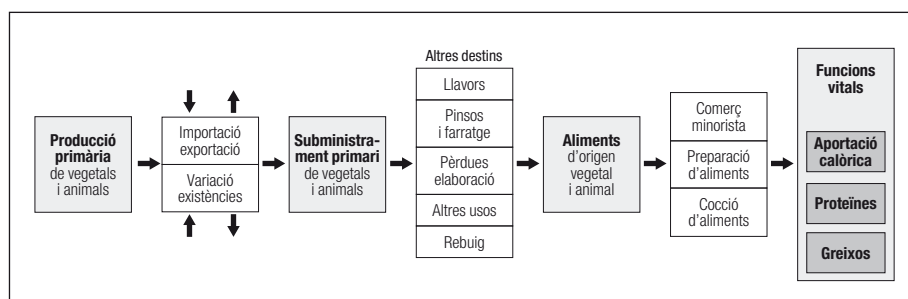 Producció
primària
de vegetals
i animals
Importació
exportació
Variació
existències
Subministra-
ment primari
de vegetals
i animals
Altres destins
Llavors
Pinsos
i farratge
Pèrdues
elaboració
Altres usos
Rebuig
Aliments
d'origen
vegetal
i animal
Comerç
minorista
Preparació
d'aliments
Cocció
d'aliments
Funcions
vitals
Aportació
calòrica
Proteïnes
Greixos